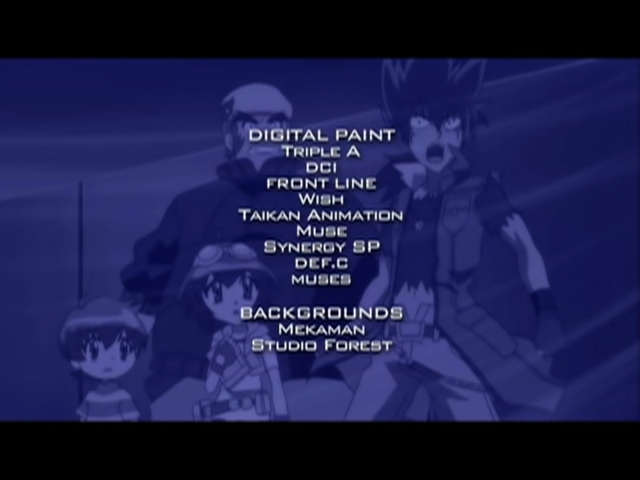 DIGITAL PAINT
TRIPLE A
DCI
FRONT LINE
WISH
TAIKAN ANIMATION
MUSE
SYNERGY SP
DEF.C
MUSES
BACKGROUNDS
MEKAMAN
STUDIO FOREST